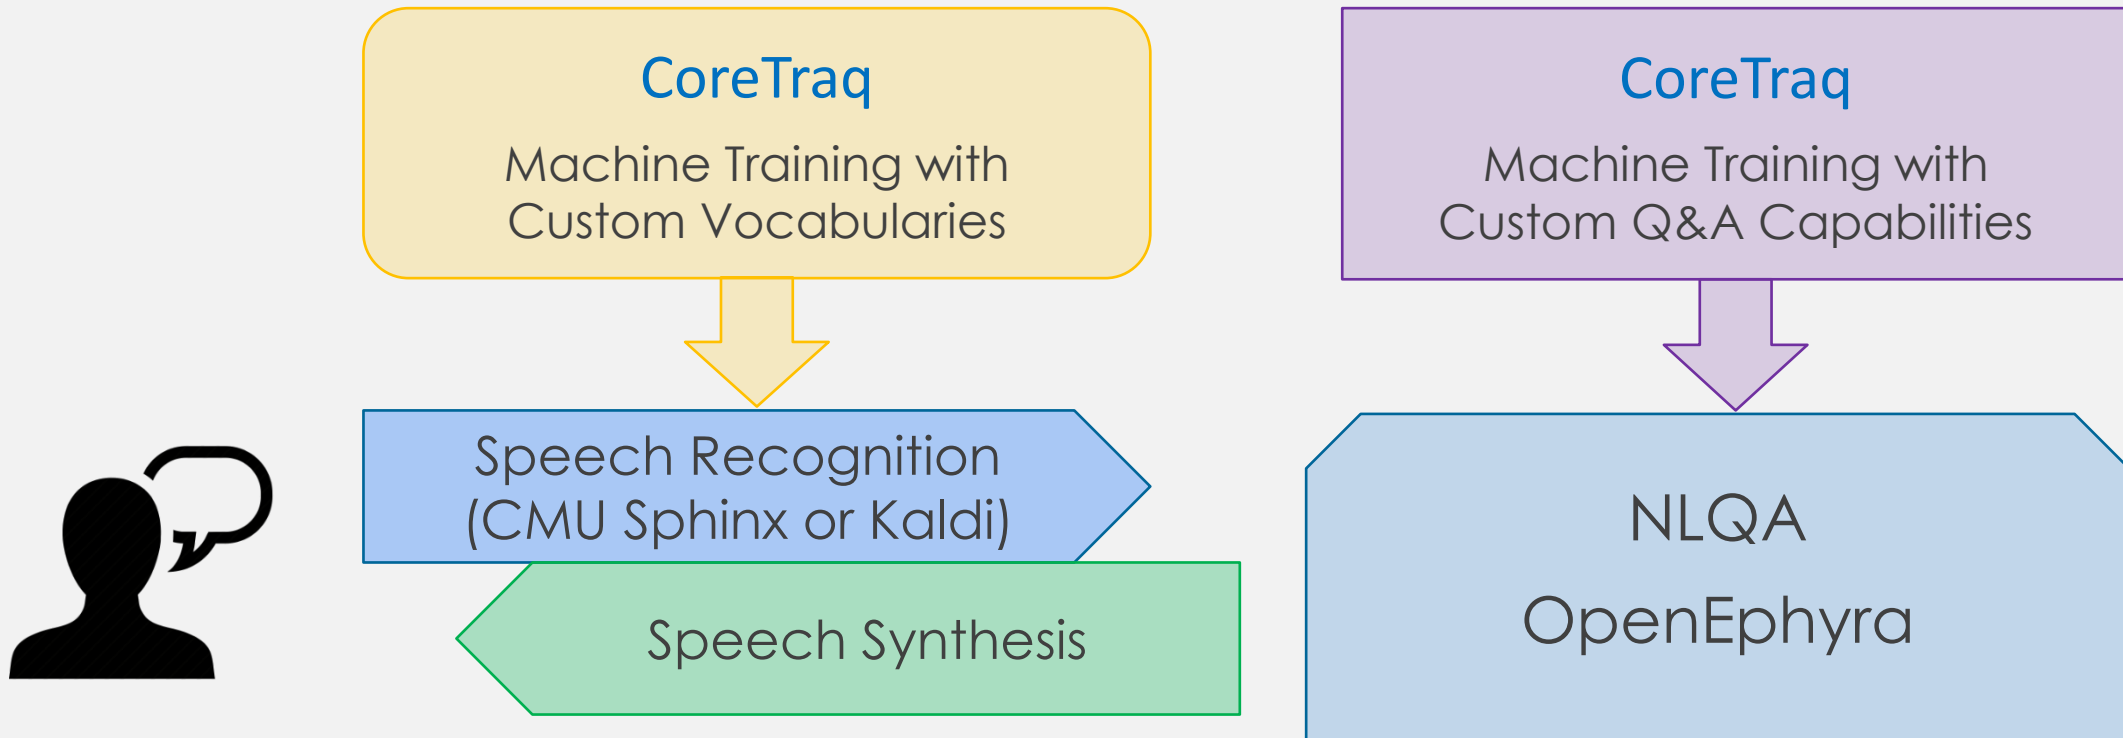 CoreTraq
Machine Training with
Custom Vocabularies
CoreTraq
Machine Training with
Custom Q&A Capabilities
Speech Recognition
(CMU Sphinx or Kaldi)
Speech Synthesis
NLQA
OpenEphyra